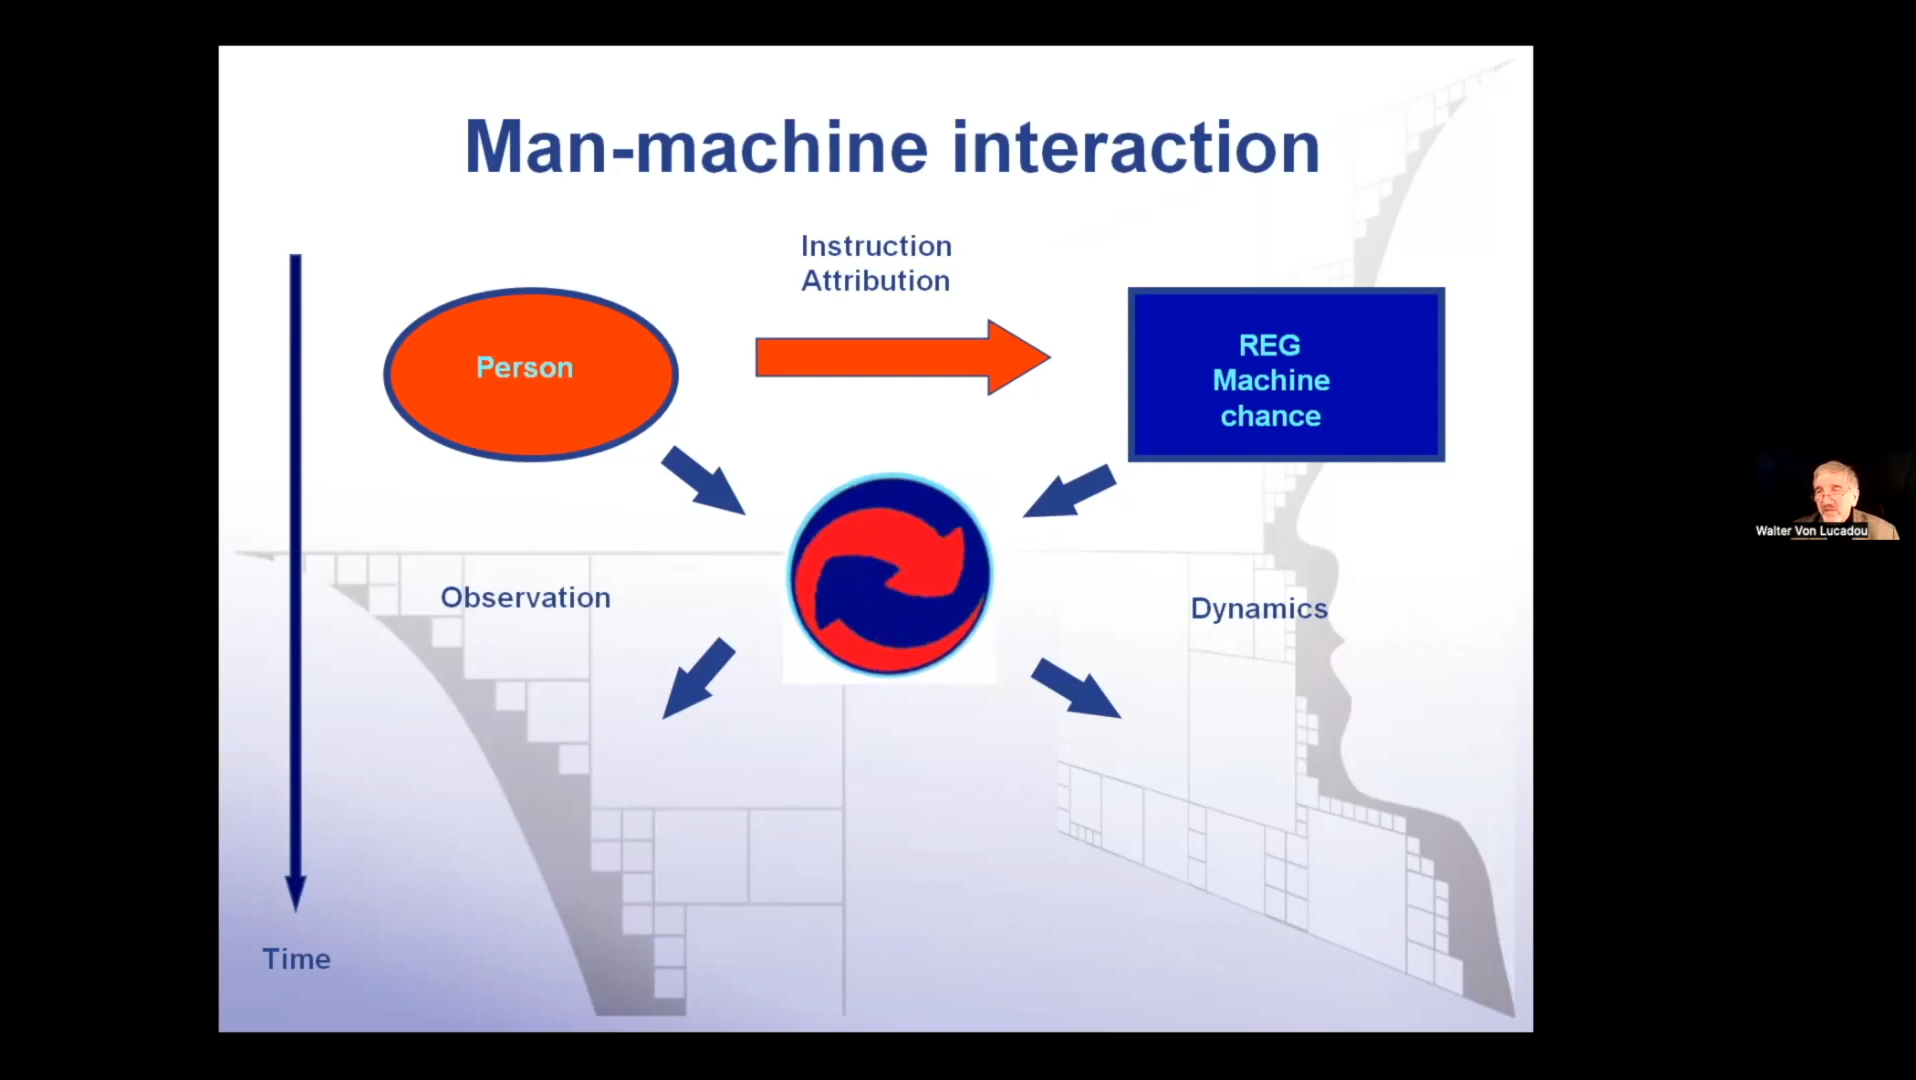 Man-machine interaction
Instruction
Attribution
Person
REG
Machine
chance
Walter Von Lucadou
Observation
Dynamics
Time